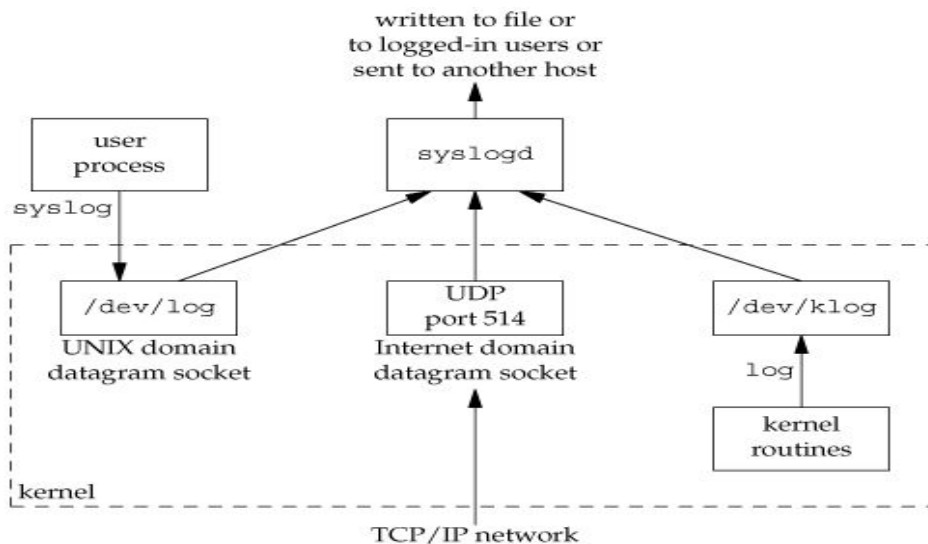 written to file or
to logged-in users or
sent to another host
user
process
syslogd
syslog
/dev/log
UNIX domain
datagram socket
UDP
port 514
Internet domain
datagram socket
/dev/klog
log
kernel
routines
kernel
TCP/IP network